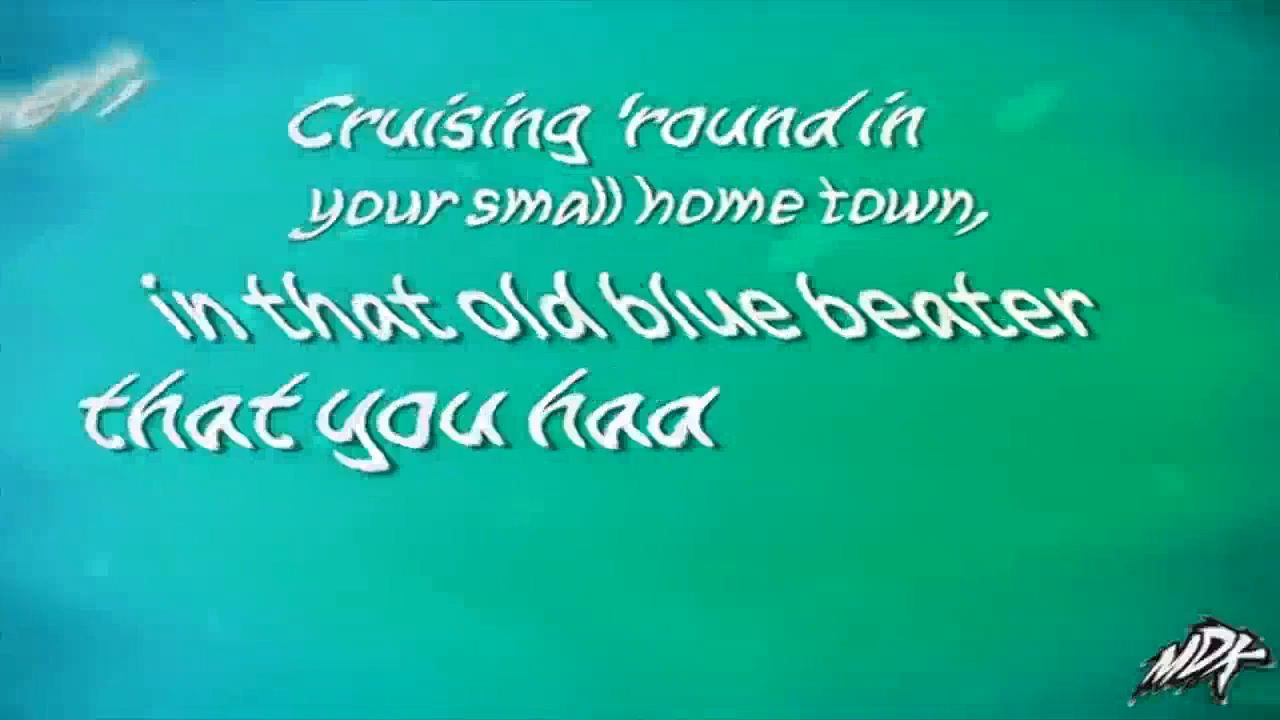 Cruising 'round in
your small home town,
in that old blue beater
that you had
MDK